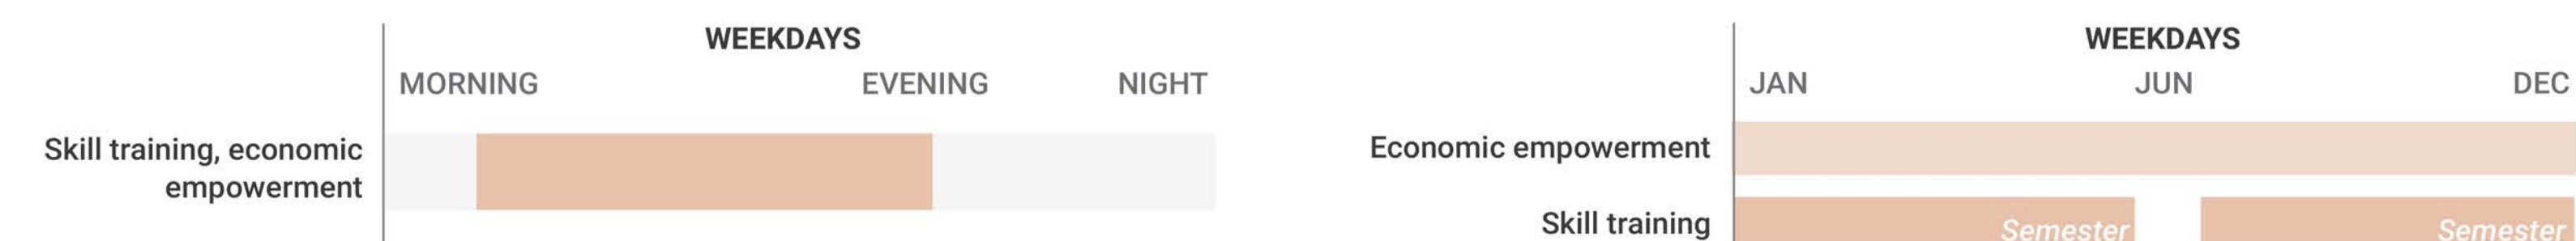 WEEKDAYS
MORNING EVENING NIGHT
Skill training, economic
empowerment
WEEKDAYS
JAN JUN DEC
Economic empowerment
Skill training
Semester Semester